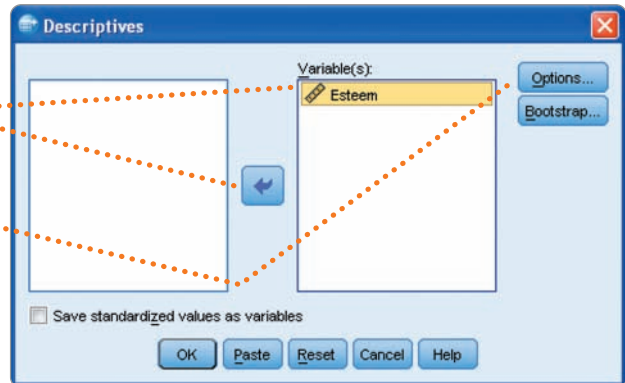 Descriptives
Variable(s):
Esteem
Options...
Bootstrap...
Save standardized values as variables
OK Paste Reset Cancel Help